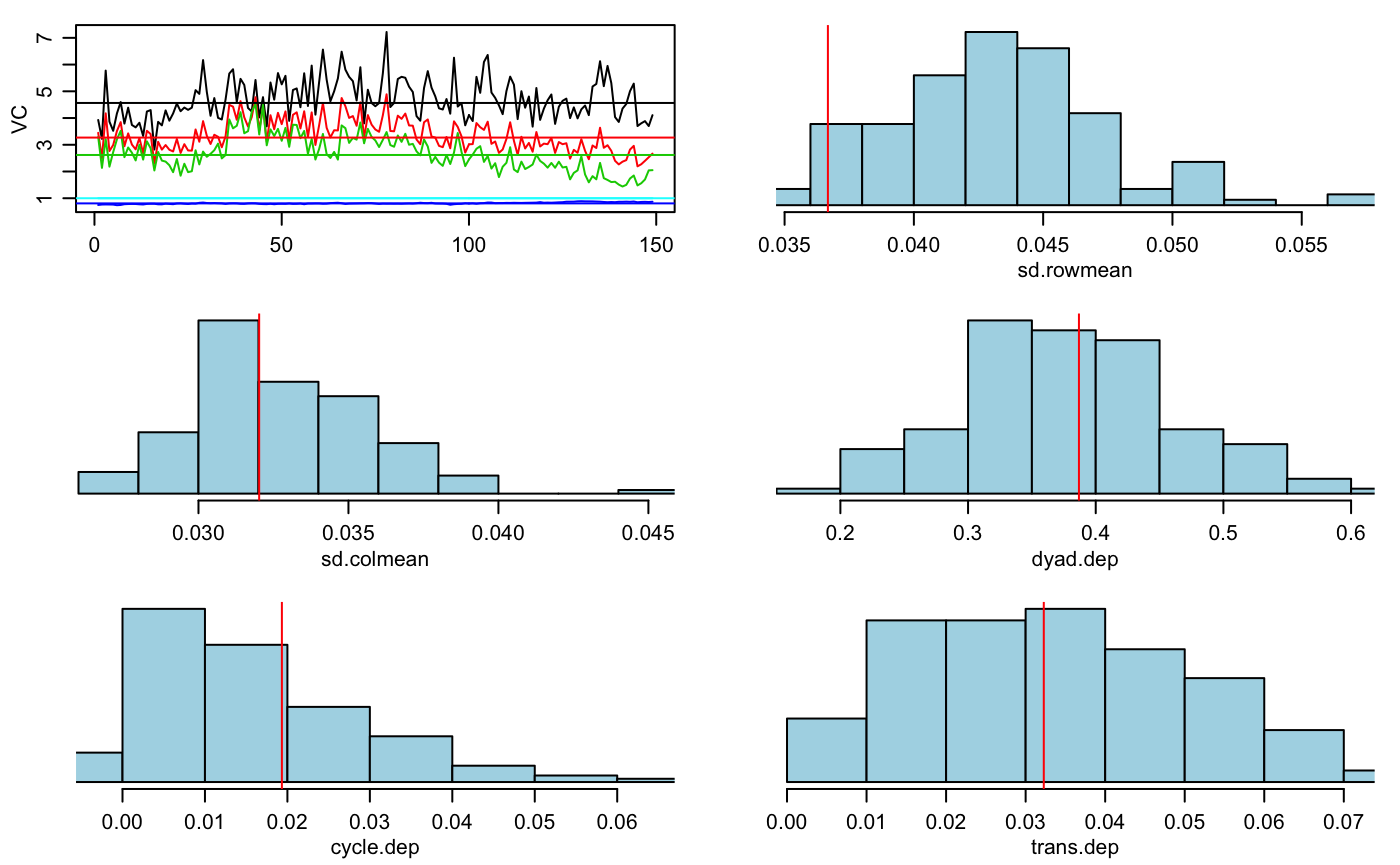 VC
7
5
3
1
0 50 100 150
0.035 0.040 0.045 0.050 0.055
sd.rowmean
0.030 0.035 0.040 0.045
sd.colmean
0.2 0.3 0.4 0.5 0.6
dyad.dep
0.00 0.01 0.02 0.03 0.04 0.05 0.06
cycle.dep
0.00 0.01 0.02 0.03 0.04 0.05 0.06 0.07
trans.dep